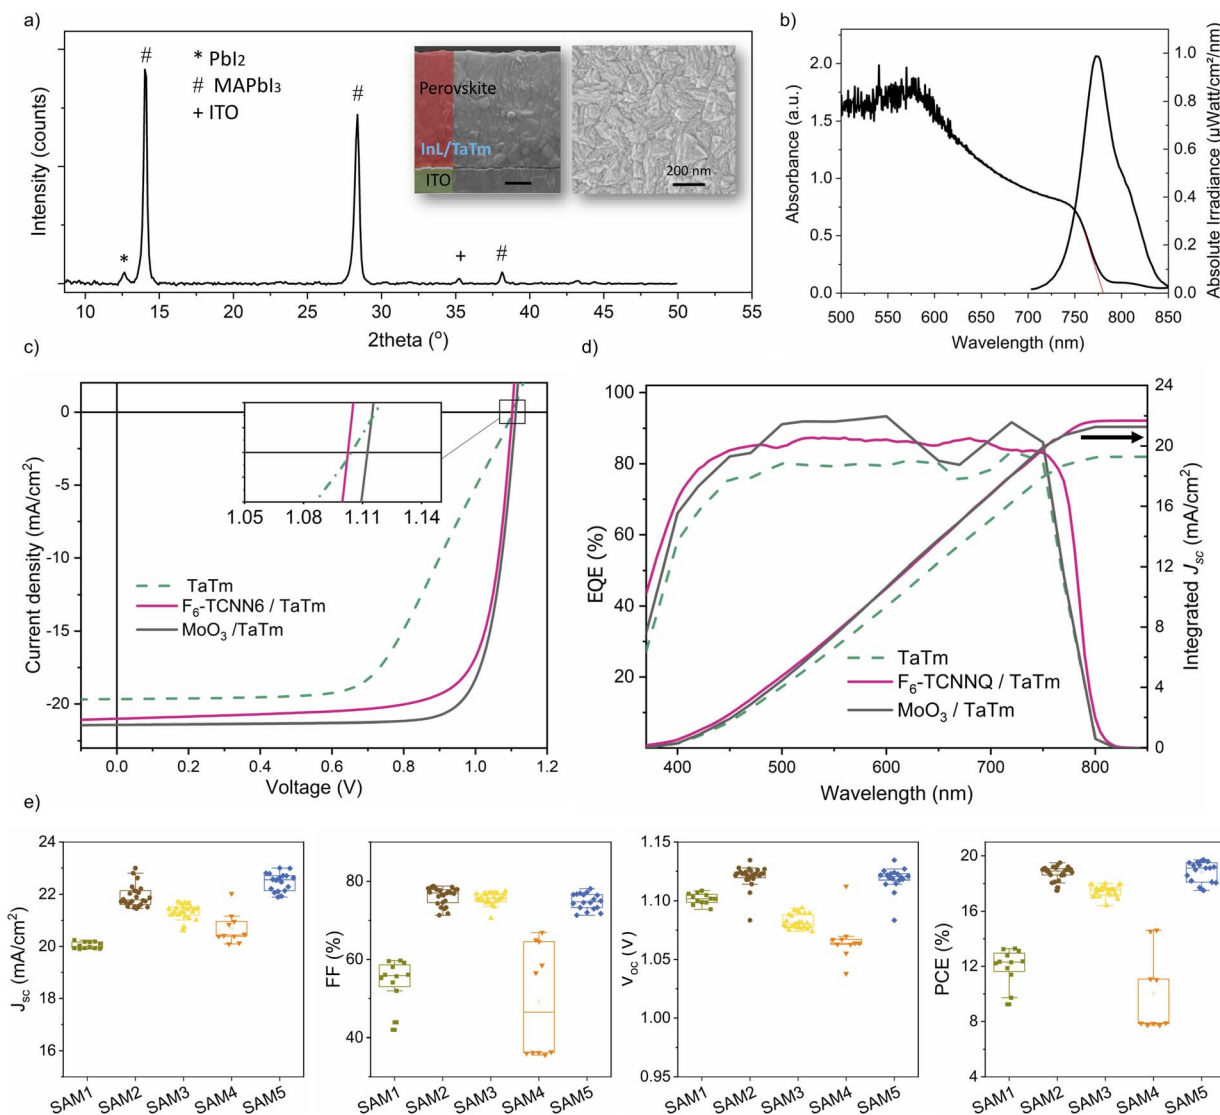 a)
* PbI2
# MAPbI3
+ ITO
#
#
*
+
#
Perovskite
InL/TaTm
ITO
200 nm
Intensity (counts)
10 15 20 25 30 35 40 45 50 55
2theta (º)
b)
Absorbance (a.u.)
2.0
1.5
1.0
0.5
0.0
1.0
0.8
0.6
0.4
0.2
0.0
Absolute Irradiance (uWatt/cm²/nm)
500 550 600 650 700 750 800 850
Wavelength (nm)
c)
Current density (mA/cm²)
0
-5
-10
-15
-20
1.05 1.08 1.11 1.14
TaTm
F6-TCNN6 / TaTm
MoO3 /TaTm
0.0 0.2 0.4 0.6 0.8 1.0 1.2
Voltage (V)
d)
EQE (%)
100
80
60
40
20
24
20
16
12
8
4
0
Integrated Jsc (mA/cm²)
TaTm
F6-TCNNQ / TaTm
MoO3 / TaTm
400 500 600 700 800
Wavelength (nm)
e)
Jsc (mA/cm²)
24
22
20
18
16
SAM1 SAM2 SAM3 SAM4 SAM5
FF (%)
80
60
40
SAM1 SAM2 SAM3 SAM4 SAM5
Voc (V)
1.15
1.10
1.05
1.00
0.95
SAM1 SAM2 SAM3 SAM4 SAM5
PCE (%)
20
16
12
8
4
SAM1 SAM2 SAM3 SAM4 SAM5